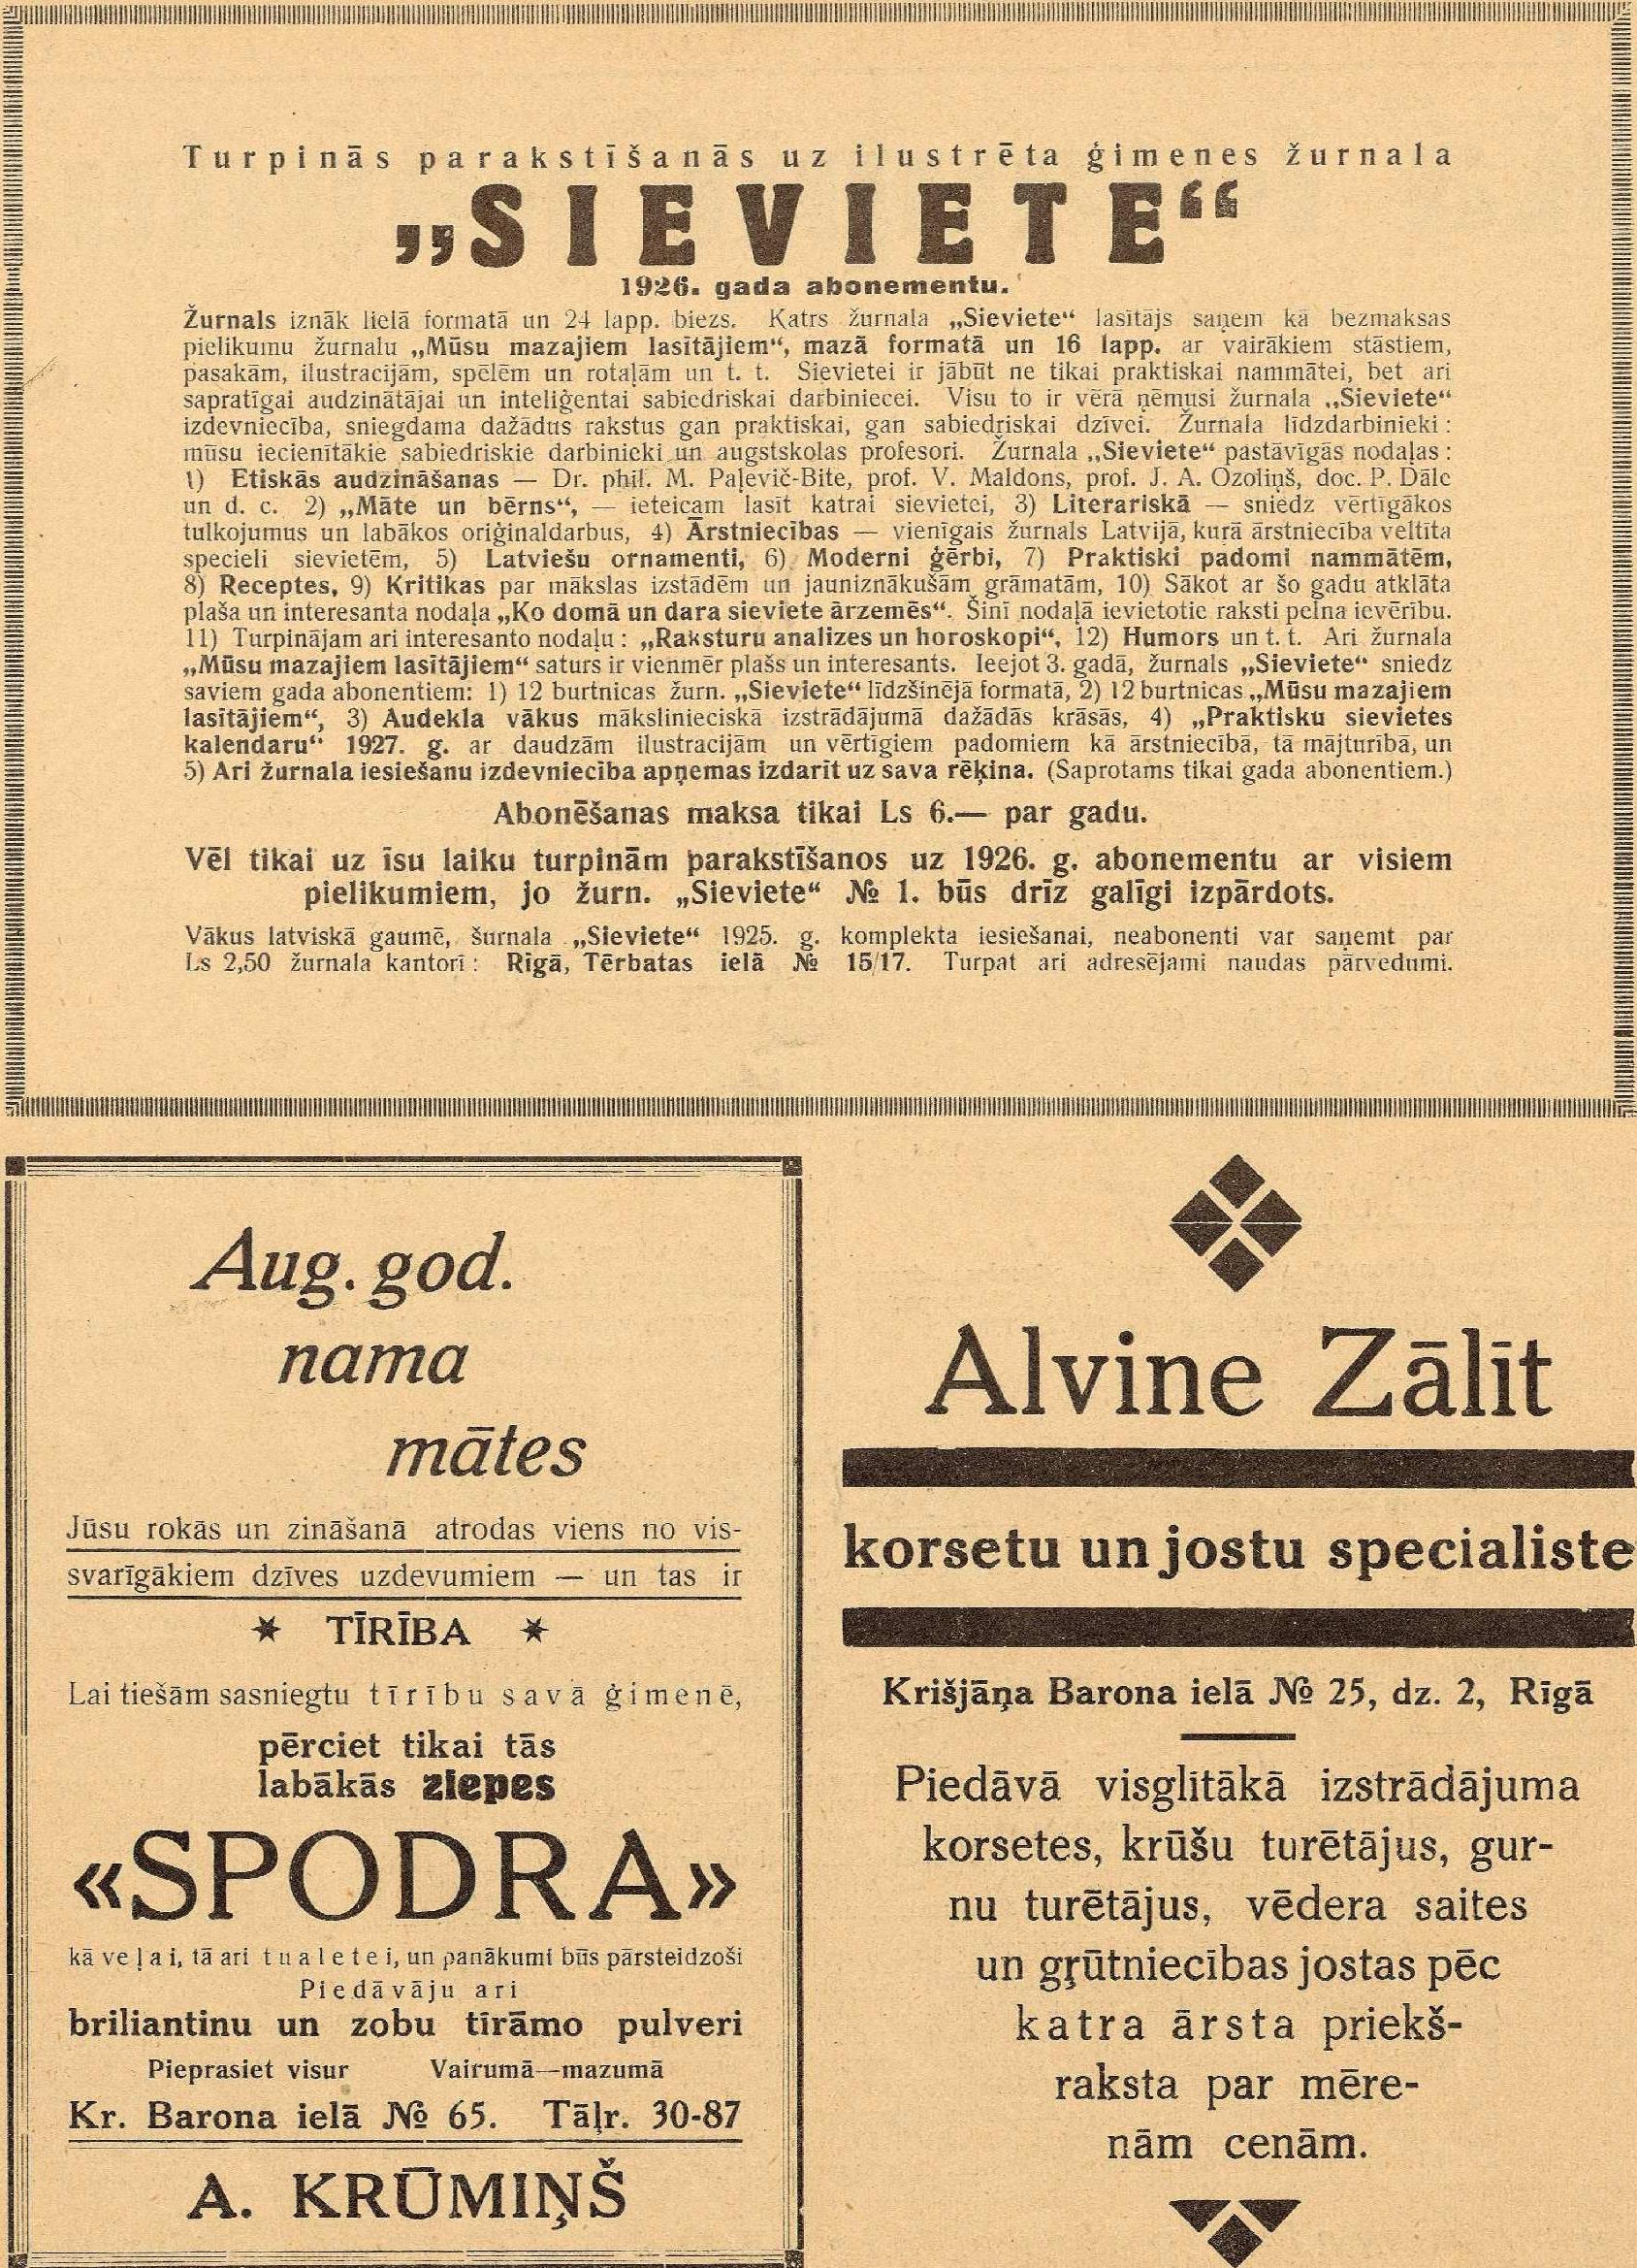 Turpinās parakstīšanās uz ilustrēta ģimenes žurnala
„SIEVIETE“
1926. gada abonementu.
Žurnals iznāk lielā formatā un 24 lapp. biezs. Katrs žurnala „Sieviete“ lasītājs saņem kā bezmaksas
pielikumu žurnalu „Mūsu mazajiem lasītājiem“, mazā formatā un 16 lapp. ar vairākiem stāstiem,
pasakām, ilustracijām, spēlēm un rotaļām un t. t. Sievietei ir jābūt ne tikai praktiskai nammātei, bet ari
sapratīgai audzinātājai un inteliģentai sabiedriskai darbiniecei. Visu to ir vērā ņēmusi žurnala „Sieviete“
izdevniecība, sniegdama dažādus rakstus gan praktiskai, gan sabiedriskai dzīvei. Žurnala līdzdarbinieki:
mūsu iecienītākie sabiedriskie darbinieki un augstskolas profesori. Žurnala „Sieviete“ pastāvīgās nodaļas:
1) Etiskās audzināšanas — Dr. phil. M. Paļevič-Bite, prof. V. Maldons, prof. J. A. Ozoliņš, doc. P. Dāle
un d. c. 2) „Māte un bērns“, — ieteicam lasīt katrai sievietei, 3) Literariskā — sniedz vērtīgākos
tulkojumus un labākos oriģinaldarbus, 4) Ārstniecības — vienīgais žurnals Latvijā, kurā ārstniecība veltīta
specieli sievietēm, 5) Latviešu ornamenti, 6) Moderni ģērbi, 7) Praktiski padomi nammātēm,
8) Receptes, 9) Kritikas par mākslas izstādēm un jauniznākušām grāmatām, 10) Sākot ar šo gadu atklāta
plaša un interesanta nodaļa „Ko domā un dara sieviete ārzemēs“. Šinī nodaļā ievietotie raksti pelna ievērību.
11) Turpinājam ari interesanto nodaļu: „Raksturu analizes un horoskopi“, 12) Humors un t. t. Ari žurnala
„Mūsu mazajiem lasītājiem“ saturs ir vienmēr plašs un interesants. Ieejot 3. gadā, žurnals „Sieviete“ sniedz
saviem gada abonentiem: 1) 12 burtnicas žurn. „Sieviete“ līdzšinējā formatā, 2) 12 burtnicas „Mūsu mazajiem
lasītājiem“, 3) Audekla vākus mākslinieciskā izstrādājumā dažādās krāsās, 4) „Praktisku sievietes
kalendaru“ 1927. g. ar daudzām ilustracijām un vērtīgiem padomiem kā ārstniecībā, tā mājturībā, un
5) Ari žurnala iesiešanu izdevniecība apņemas izdarīt uz sava rēķina. (Saprotams tikai gada abonentiem.)
Abonēšanas maksa tikai Ls 6.— par gadu.
Vēl tikai uz īsu laiku turpinām parakstīšanos uz 1926. g. abonementu ar visiem
pielikumiem, jo žurn. „Sieviete“ № 1. būs drīz galīgi izpārdots.
Vākus latviskā gaumē, šurnala „Sieviete“ 1925. g. komplekta iesiešanai, neabonenti var saņemt par
Ls 2,50 žurnala kantorī: Rīgā, Tērbatas ielā № 15/17. Turpat ari adresējami naudas pārvedumi.
Aug. god.
nama
mātes
Jūsu rokās un zināšanā atrodas viens no vis-
svarīgākiem dzīves uzdevumiem — un tas ir
* TĪRĪBA *
Lai tiešām sasniegtu tīrību savā ģimenē,
pērciet tikai tās
labākās ziepes
«SPODRA»
kā veļai, tā ari tualetei, un panākumi būs pārsteidzoši
Piedāvāju ari
briliantinu un zobu tīrāmo pulveri
Pieprasiet visur Vairumā—mazumā
Kr. Barona ielā № 65. Tāļr. 30-87
A. KRŪMIŅŠ
Alvine Zālīt
korsetu un jostu specialiste
Krišjāņa Barona ielā № 25, dz. 2, Rīgā
Piedāvā visglītākā izstrādājuma
korsetes, krūšu turētājus, gur-
nu turētājus, vēdera saites
un gŗūtniecības jostas pēc
katra ārsta priekš-
raksta par mēre-
nām cenām.